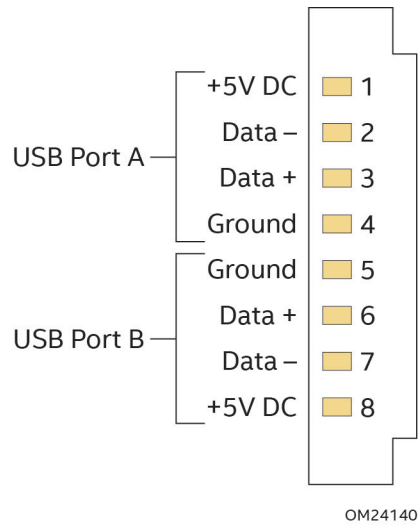 +5V DC 1
Data – 2
USB Port A
Data + 3
Ground 4
Ground 5
Data + 6
USB Port B
Data – 7
+5V DC 8
OM24140